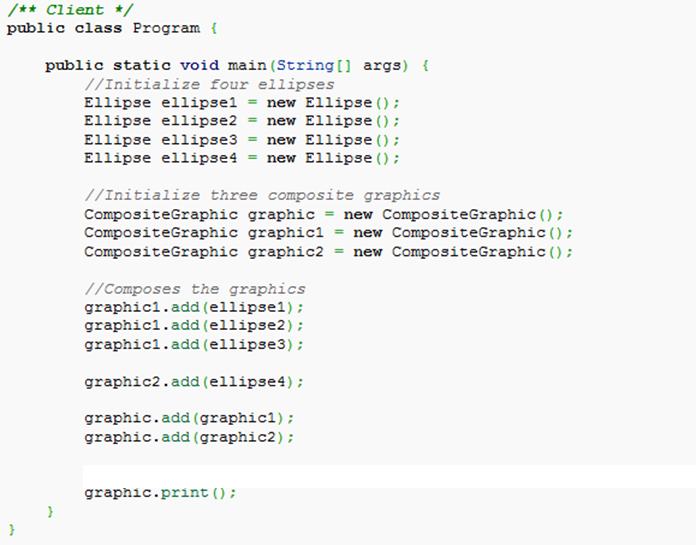 /** Client */
public class Program {
public static void main(String[] args) {
//Initialize four ellipses
Ellipse ellipse1 = new Ellipse();
Ellipse ellipse2 = new Ellipse();
Ellipse ellipse3 = new Ellipse();
Ellipse ellipse4 = new Ellipse();
//Initialize three composite graphics
CompositeGraphic graphic = new CompositeGraphic();
CompositeGraphic graphic1 = new CompositeGraphic();
CompositeGraphic graphic2 = new CompositeGraphic();
//Composes the graphics
graphic1.add(ellipse1);
graphic1.add(ellipse2);
graphic1.add(ellipse3);
graphic2.add(ellipse4);
graphic.add(graphic1);
graphic.add(graphic2);
graphic.print();
}
}